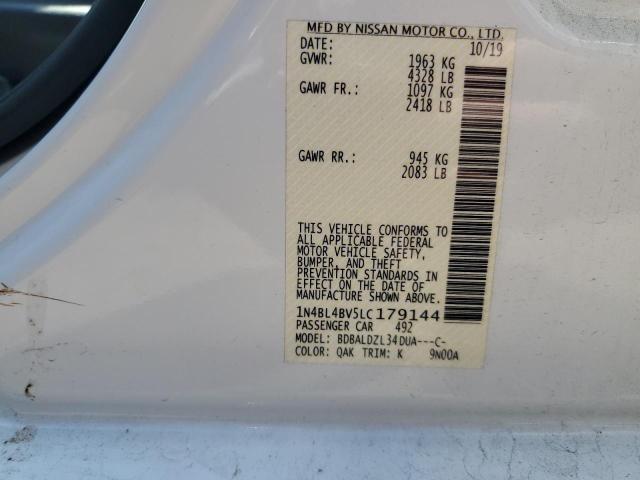 MFD BY NISSAN MOTOR CO., LTD.
DATE: 10/19
GVWR: 1963 KG
4328 LB
GAWR FR.: 1097 KG
2418 LB
GAWR RR.: 945 KG
2083 LB
THIS VEHICLE CONFORMS TO
ALL APPLICABLE FEDERAL
MOTOR VEHICLE SAFETY,
BUMPER, AND THEFT
PREVENTION STANDARDS IN
EFFECT ON THE DATE OF
MANUFACTURE SHOWN ABOVE.
1N4BL4BV5LC179144
PASSENGER CAR 492
MODEL: BDBALDZL34DUA---C-
COLOR: QAK TRIM: K 9N00A